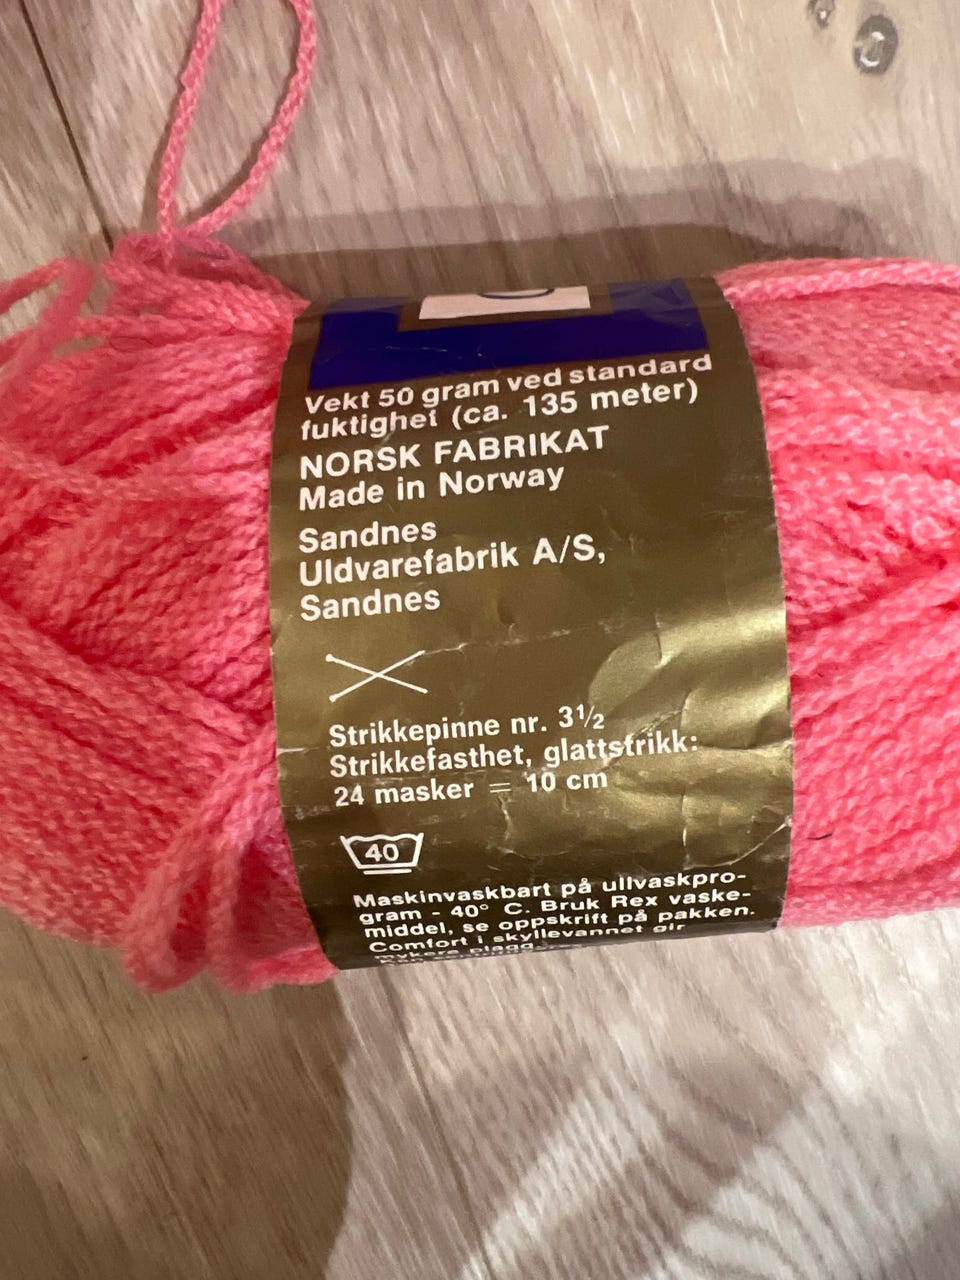 Vekt 50 gram ved standard
fuktighet (ca. 135 meter)
NORSK FABRIKAT
Made in Norway
Sandnes
Uldvarefabrik A/S,
Sandnes
Strikkepinne nr. 3½
Strikkefasthet, glattstrikk:
24 masker = 10 cm
40
Maskinvaskbart på ullvaskpro-
gram - 40° C. Bruk Rex vaske-
middel, se oppskrift på pakken.
Comfort i skyllevannet gir
mykere plagg.